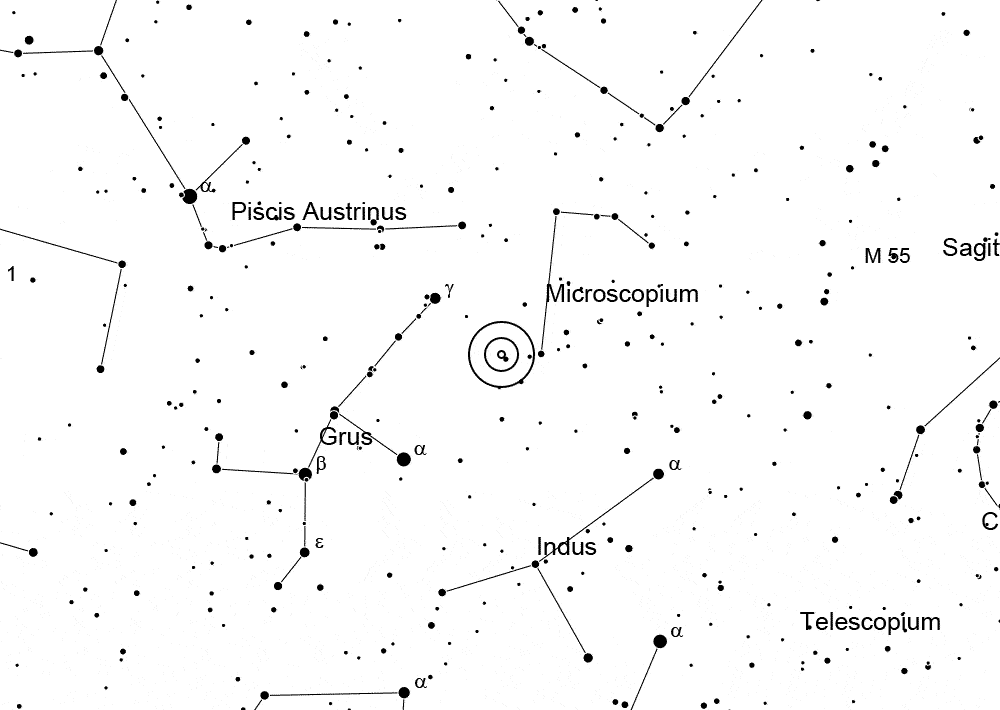 α
Piscis Austrinus
M 55
Sagit
1
γ
Microscopium
Grus
α
β
α
C
ε
Indus
Telescopium
α
α